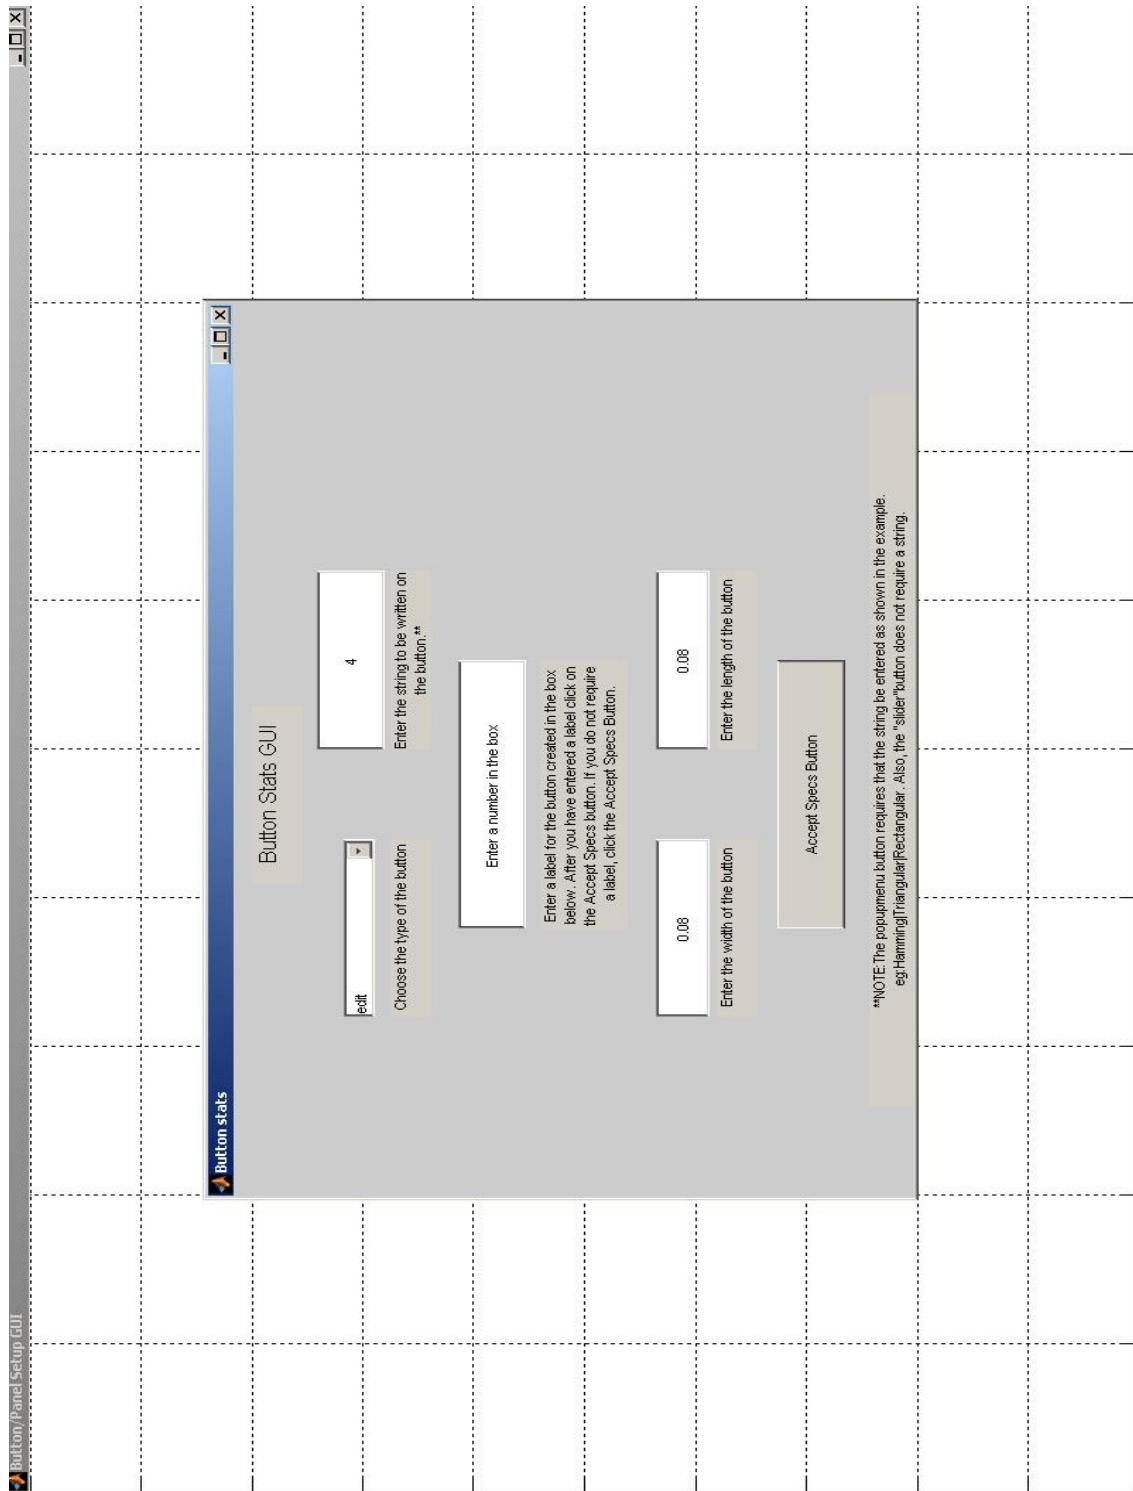 Button/Panel Setup GUI
Button stats
Button Stats GUI
edit
4
Choose the type of the button
Enter the string to be written on
the button.**
Enter a number in the box
Enter a label for the button created in the box
below. After you have entered a label click on
the Accept Specs button. If you do not require
a label, click the Accept Specs Button.
0.08
0.08
Enter the width of the button
Enter the length of the button
Accept Specs Button
**NOTE:The popupmenu button requires that the string be entered as shown in the example.
eg:Hamming|Triangular|Rectangular. Also, the "slider"button does not require a string.